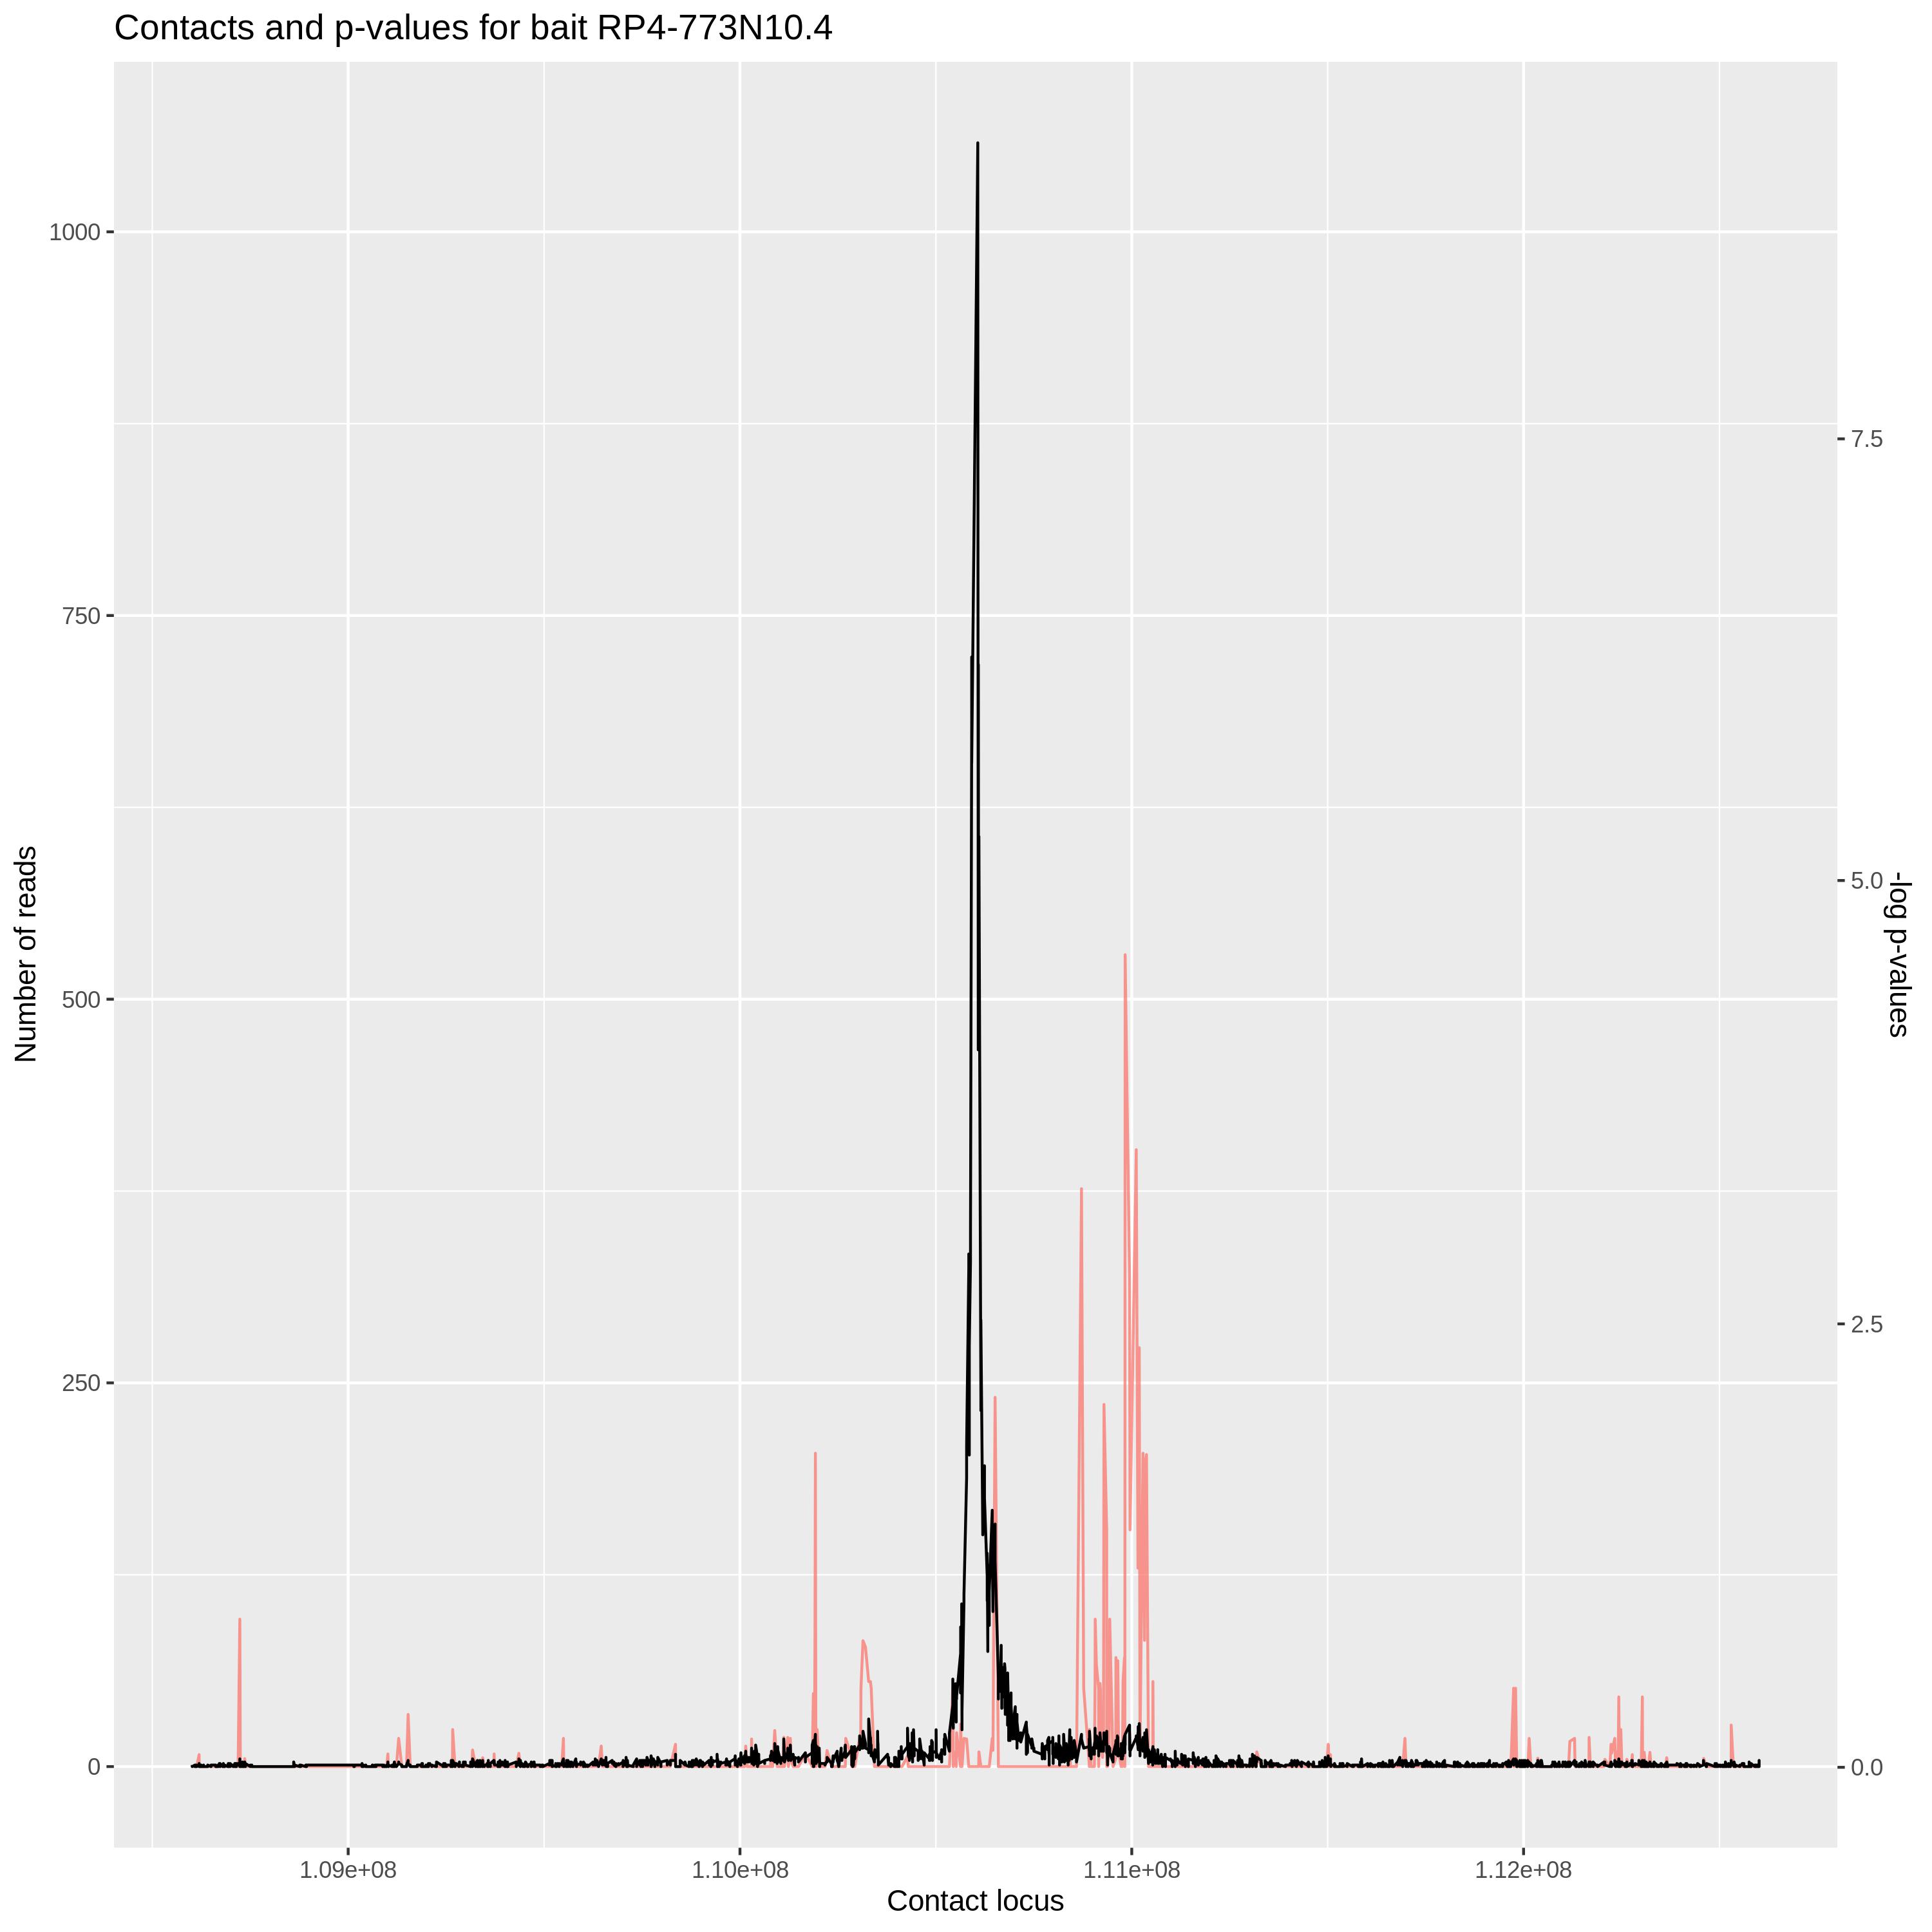 Contacts and p-values for bait RP4-773N10.4
1000
750
500
250
0
Number of reads
7.5
5.0
2.5
0.0
-log p-values
1.09e+08
1.10e+08
1.11e+08
1.12e+08
Contact locus